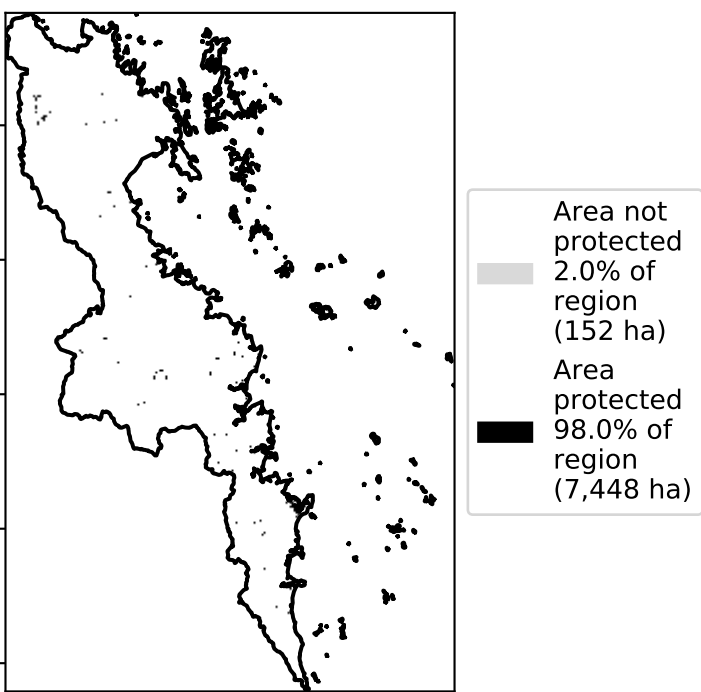 Area not
protected
2.0% of
region
(152 ha)
Area
protected
98.0% of
region
(7,448 ha)